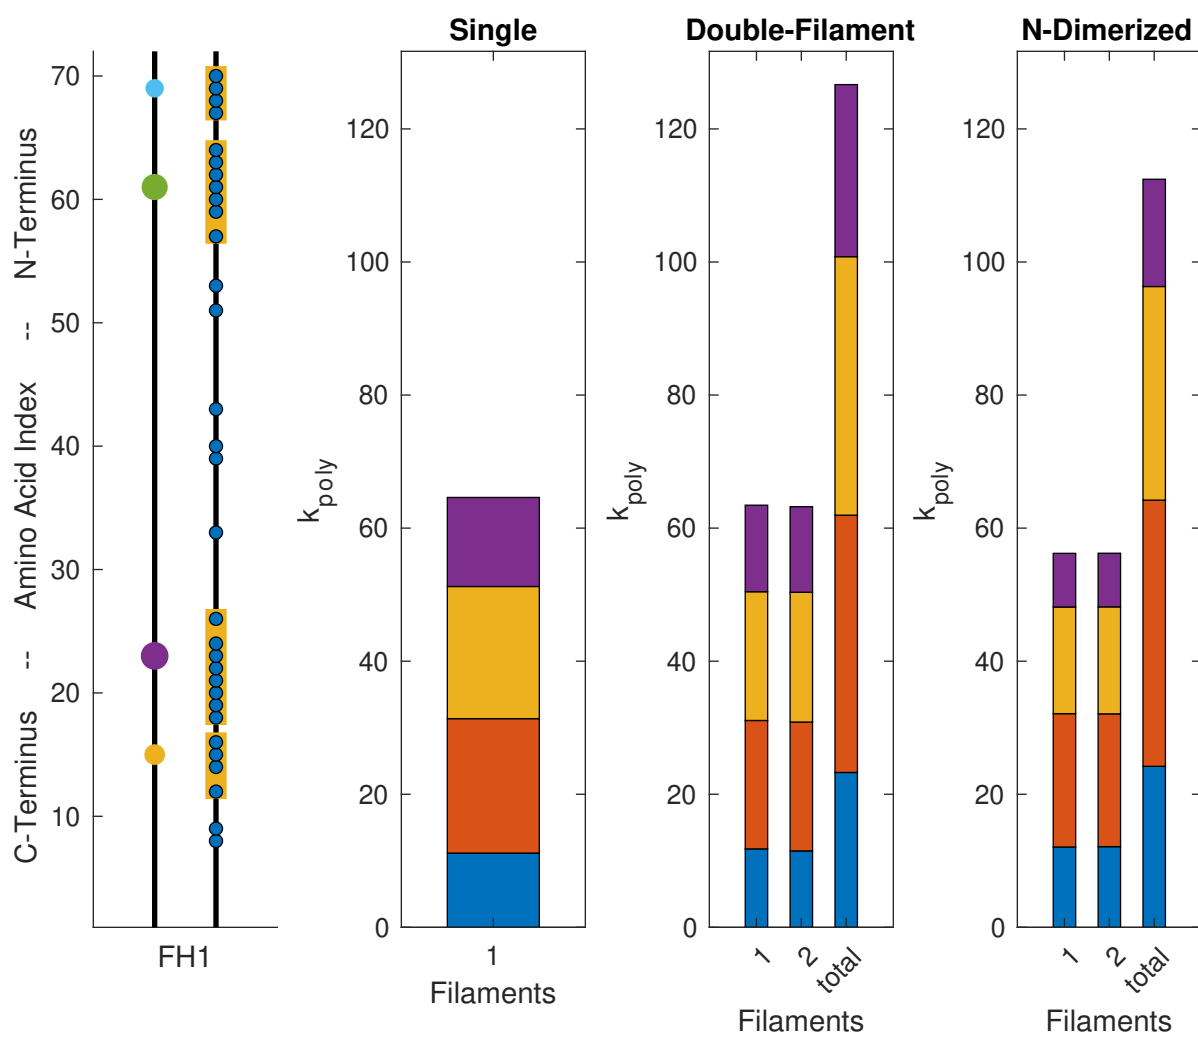 Single
Double-Filament
N-Dimerized
C-Terminus -- Amino Acid Index -- N-Terminus
70
60
50
40
30
20
10
FH1
k_poly
120
100
80
60
40
20
0
1
Filaments
k_poly
120
100
80
60
40
20
0
1
2
total
Filaments
k_poly
120
100
80
60
40
20
0
1
2
total
Filaments